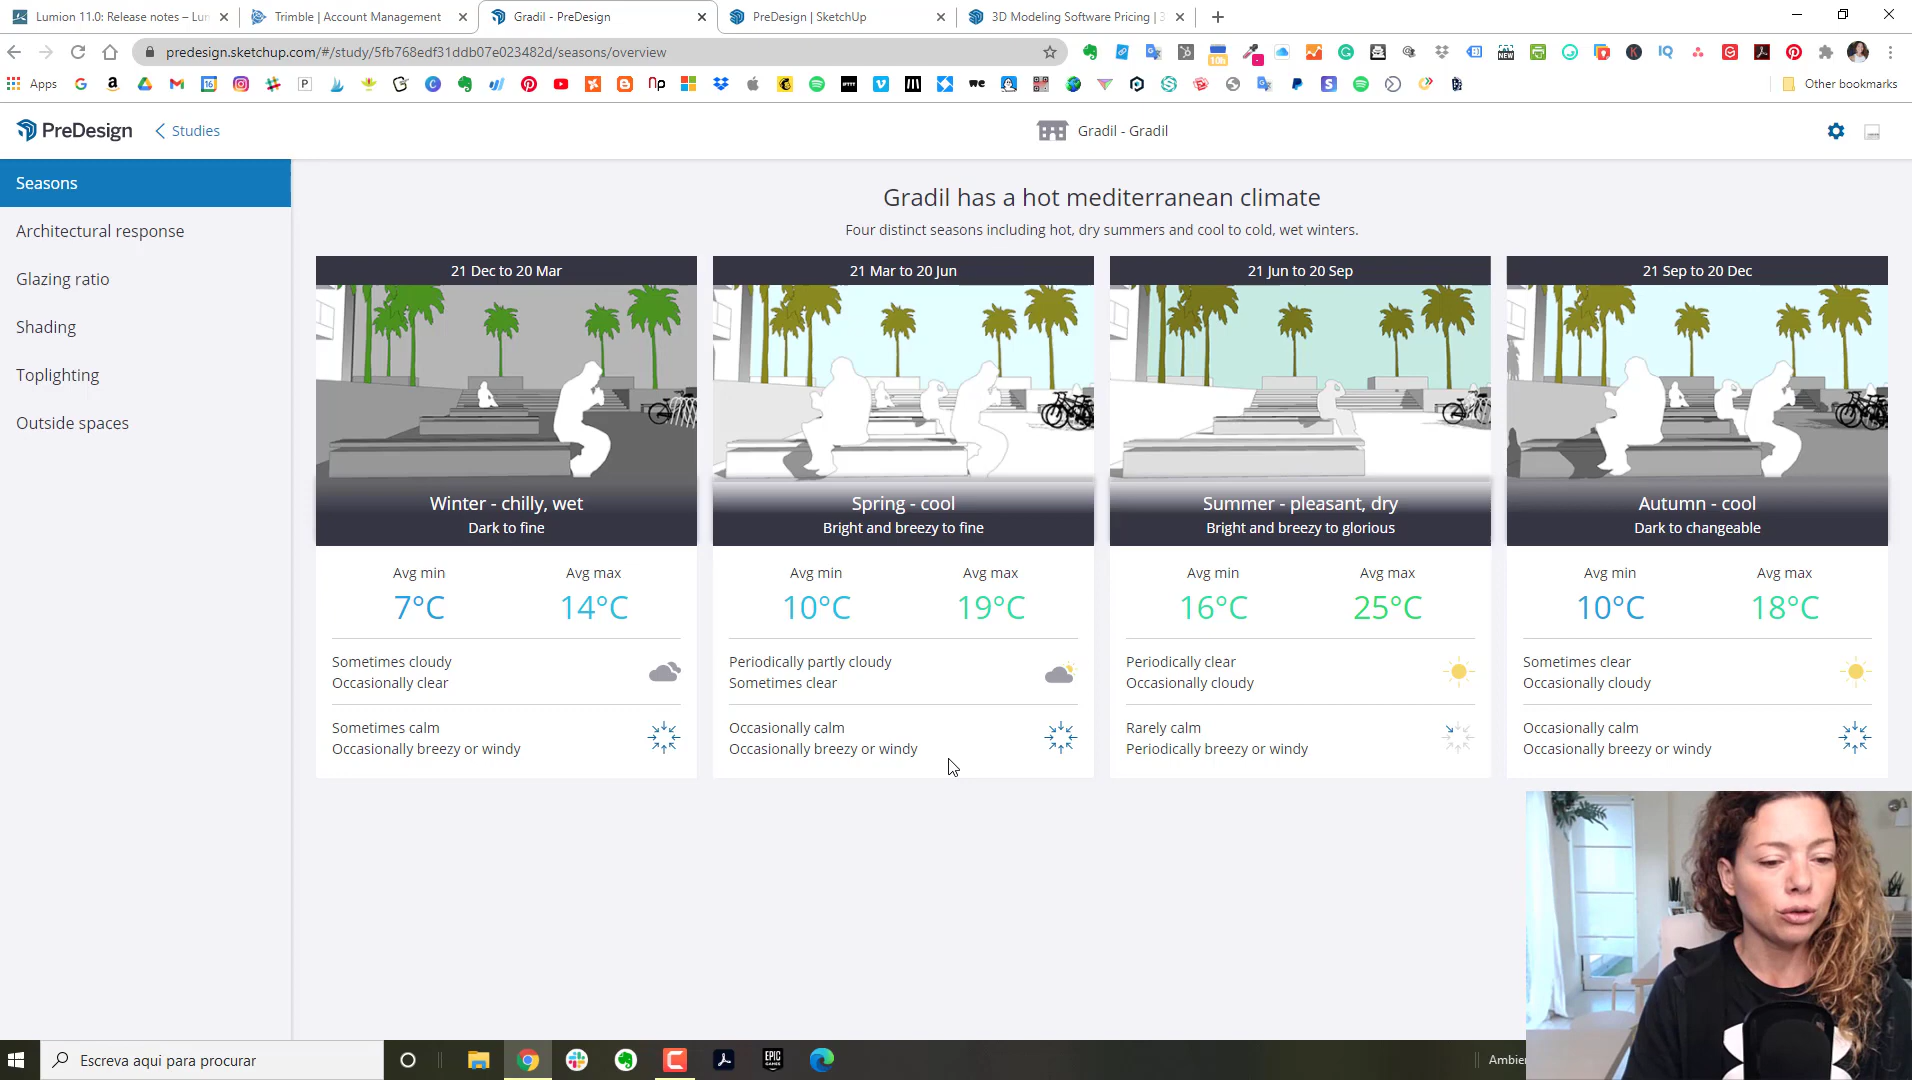 Lumion 11.0: Release notes – Lun
Trimble | Account Management
Gradil - PreDesign
PreDesign | SketchUp
3D Modeling Software Pricing | 3
predesign.sketchup.com/#/study/5fb768edf31ddb07e023482d/seasons/overview
Apps
Other bookmarks
PreDesign
Studies
Gradil - Gradil
Seasons
Architectural response
Glazing ratio
Shading
Toplighting
Outside spaces
Gradil has a hot mediterranean climate
Four distinct seasons including hot, dry summers and cool to cold, wet winters.
21 Dec to 20 Mar
Winter - chilly, wet
Dark to fine
Avg min
Avg max
7°C
14°C
Sometimes cloudy
Occasionally clear
Sometimes calm
Occasionally breezy or windy
21 Mar to 20 Jun
Spring - cool
Bright and breezy to fine
Avg min
Avg max
10°C
19°C
Periodically partly cloudy
Sometimes clear
Occasionally calm
Occasionally breezy or windy
21 Jun to 20 Sep
Summer - pleasant, dry
Bright and breezy to glorious
Avg min
Avg max
16°C
25°C
Periodically clear
Occasionally cloudy
Rarely calm
Periodically breezy or windy
21 Sep to 20 Dec
Autumn - cool
Dark to changeable
Avg min
Avg max
10°C
18°C
Sometimes clear
Occasionally cloudy
Occasionally calm
Occasionally breezy or windy
Escreva aqui para procurar
Ambien